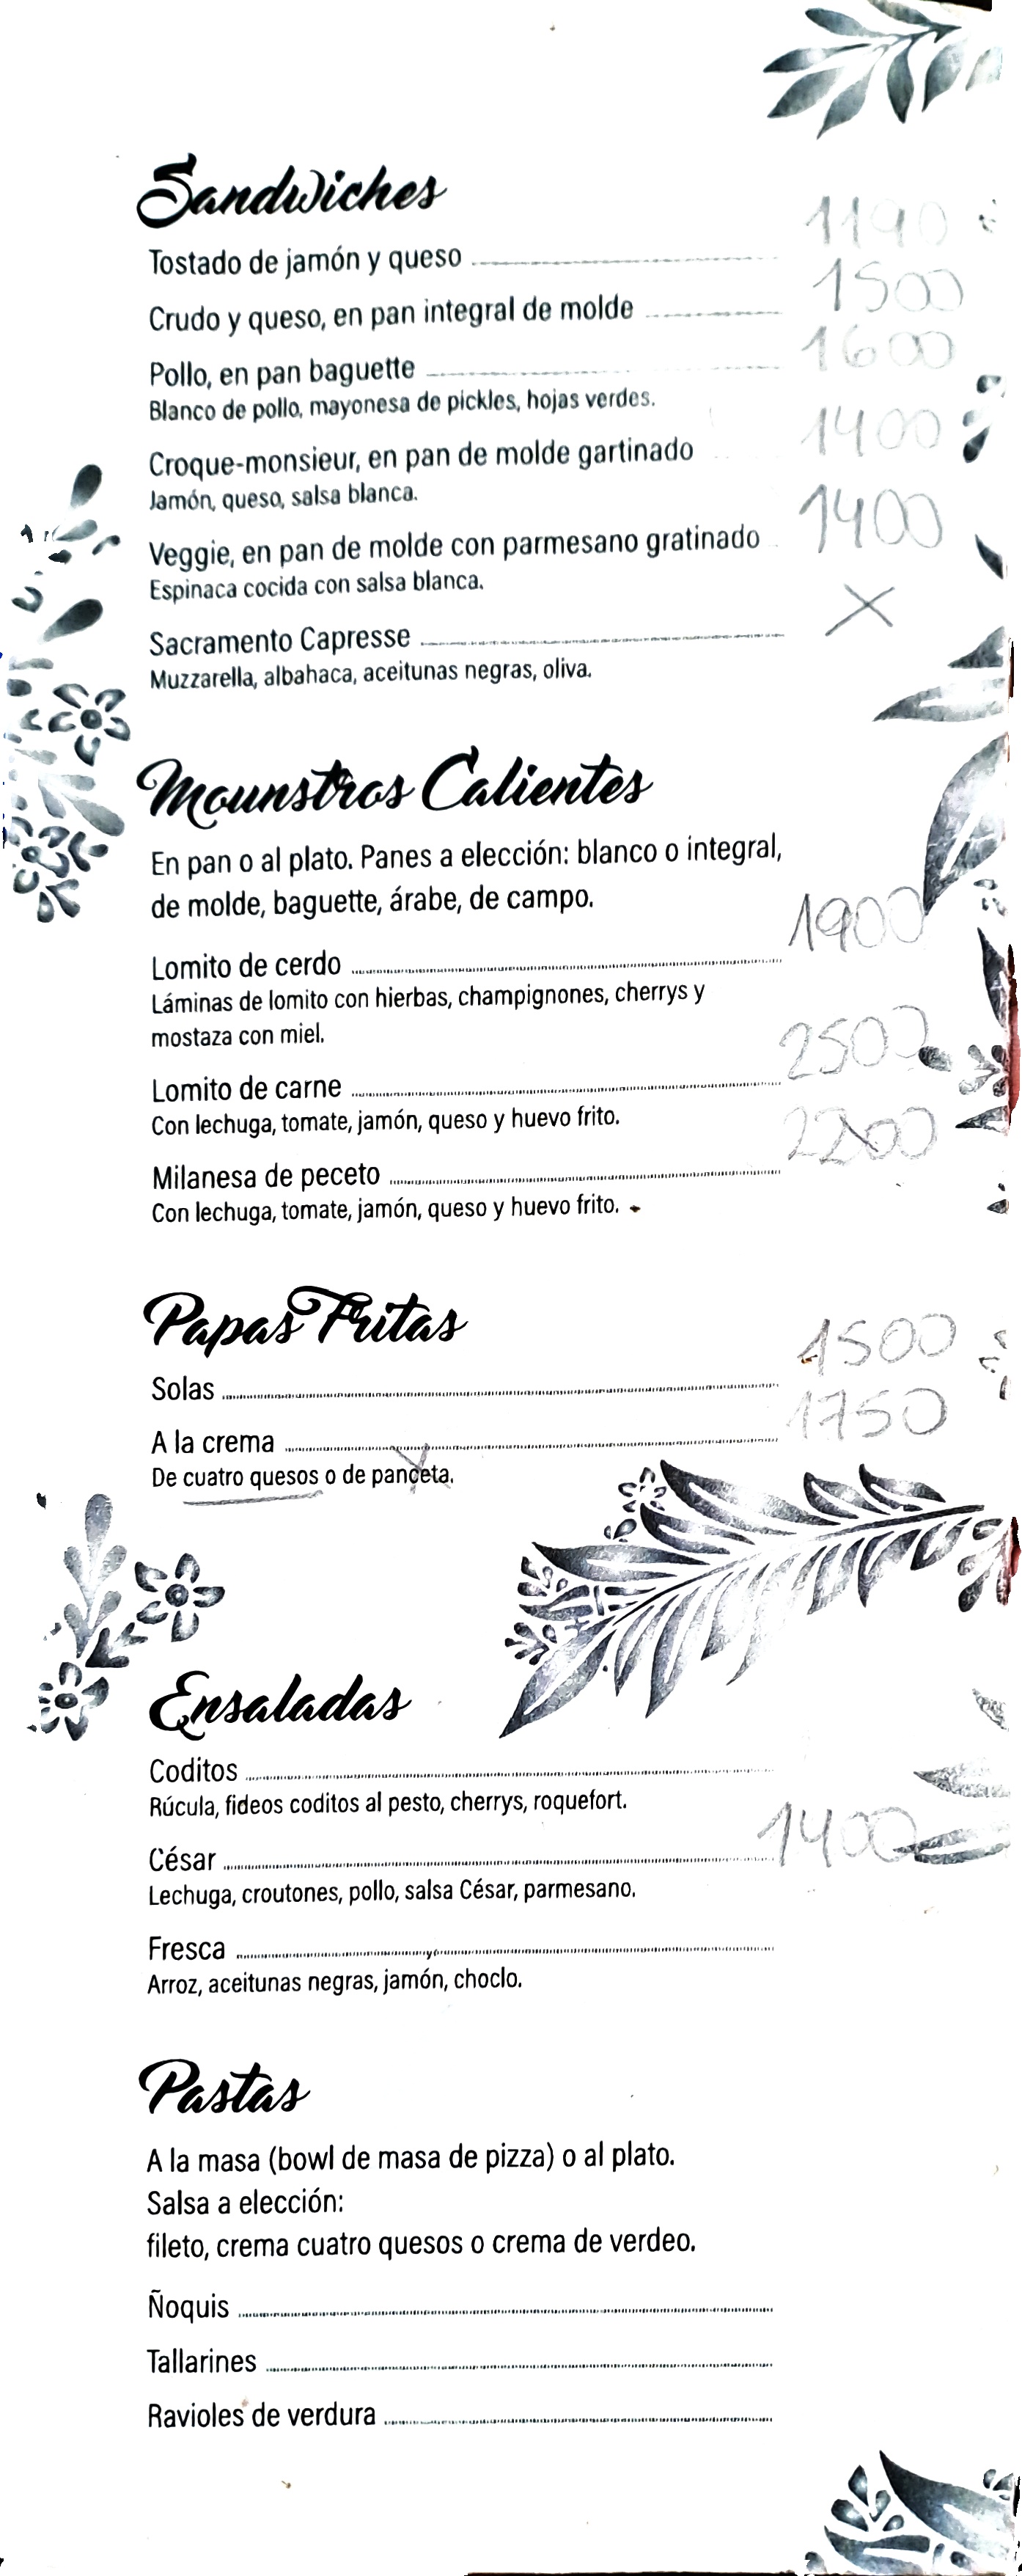 Sandwiches
Tostado de jamón y queso 1190
Crudo y queso, en pan integral de molde 1500
Pollo, en pan baguette 1600
Blanco de pollo, mayonesa de pickles, hojas verdes.
Croque-monsieur, en pan de molde gartinado 1400
Jamón, queso, salsa blanca.
Veggie, en pan de molde con parmesano gratinado 1400
Espinaca cocida con salsa blanca.
Sacramento Capresse X
Muzzarella, albahaca, aceitunas negras, oliva.
Mounstros Calientes
En pan o al plato. Panes a elección: blanco o integral,
de molde, baguette, árabe, de campo.
Lomito de cerdo 1900
Láminas de lomito con hierbas, champignones, cherrys y
mostaza con miel.
Lomito de carne 2500
Con lechuga, tomate, jamón, queso y huevo frito.
Milanesa de peceto 2200
Con lechuga, tomate, jamón, queso y huevo frito.
Papas Fritas
Solas 1500
A la crema 1750
De cuatro quesos o de panceta.
Ensaladas
Coditos
Rúcula, fideos coditos al pesto, cherrys, roquefort.
César 1400
Lechuga, croutones, pollo, salsa César, parmesano.
Fresca
Arroz, aceitunas negras, jamón, choclo.
Pastas
A la masa (bowl de masa de pizza) o al plato.
Salsa a elección:
fileto, crema cuatro quesos o crema de verdeo.
Ñoquis
Tallarines
Ravioles de verdura